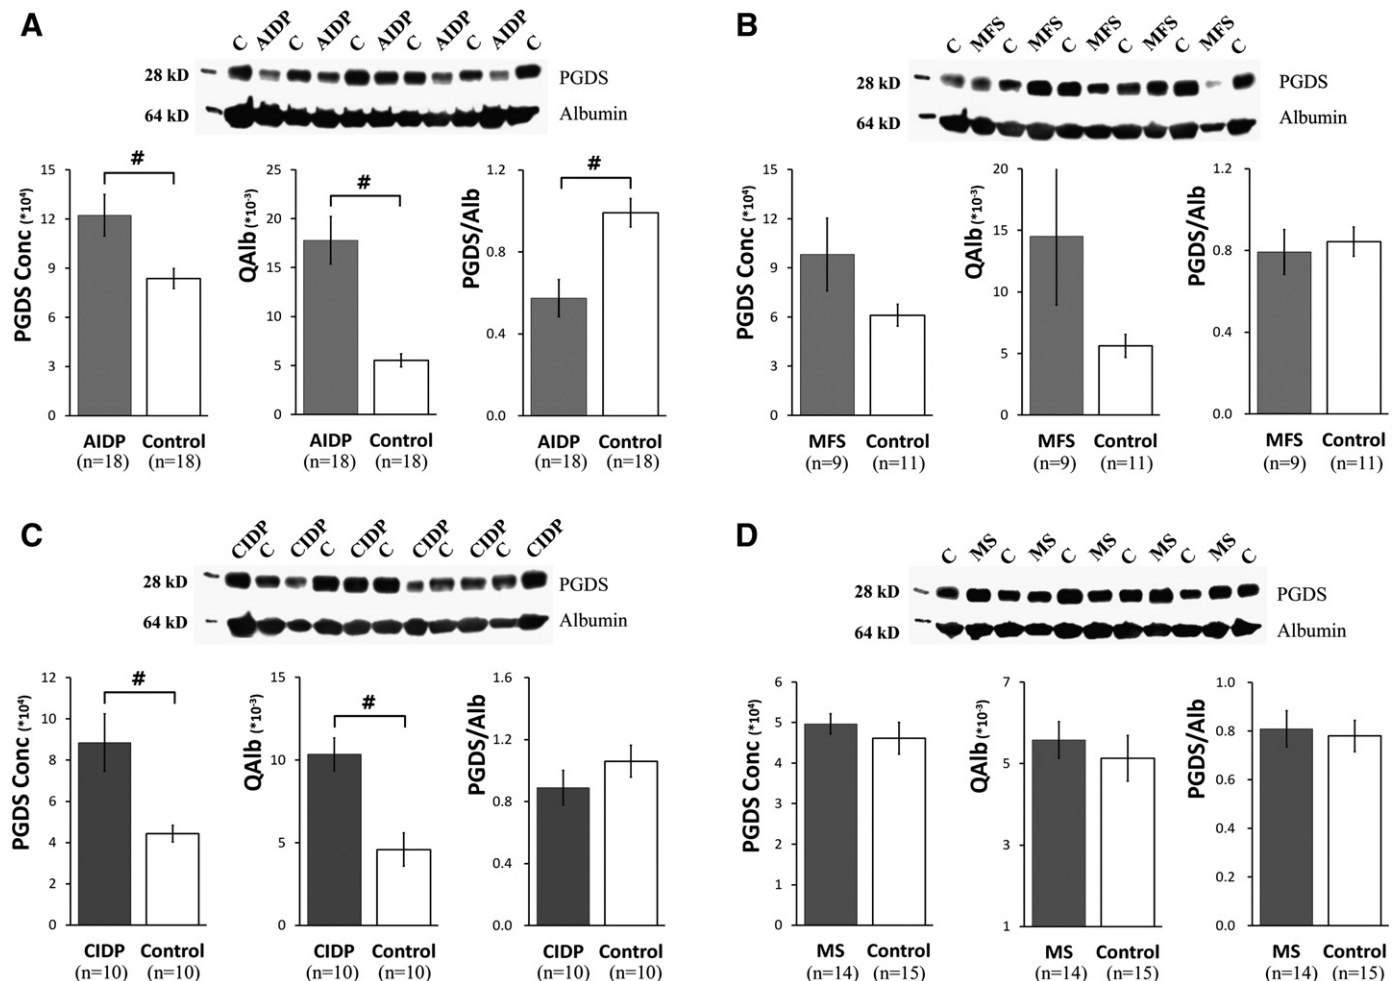 A
C AIDP C AIDP C AIDP C AIDP C AIDP C
28 kD PGDS
64 kD Albumin
PGDS Conc (*10⁴)
15
12
9
6
3
0
#
AIDP Control
(n=18) (n=18)
QAlb (*10⁻³)
25
20
15
10
5
0
#
AIDP Control
(n=18) (n=18)
PGDS/Alb
1.2
0.8
0.4
0.0
#
AIDP Control
(n=18) (n=18)
B
C MFS C MFS C MFS C MFS C MFS C
28 kD PGDS
64 kD Albumin
PGDS Conc (*10⁴)
15
12
9
6
3
0
MFS Control
(n=9) (n=11)
QAlb (*10⁻³)
20
15
10
5
0
MFS Control
(n=9) (n=11)
PGDS/Alb
1.2
0.8
0.4
0.0
MFS Control
(n=9) (n=11)
C
CIDP C CIDP C CIDP C CIDP C CIDP C CIDP
28 kD PGDS
64 kD Albumin
PGDS Conc (*10⁴)
12
10
8
6
4
2
0
#
CIDP Control
(n=10) (n=10)
QAlb (*10⁻³)
15
10
5
0
#
CIDP Control
(n=10) (n=10)
PGDS/Alb
1.6
1.2
0.8
0.4
0.0
CIDP Control
(n=10) (n=10)
D
C MS C MS C MS C MS C MS C
28 kD PGDS
64 kD Albumin
PGDS Conc (*10⁴)
6
5
4
3
2
1
0
MS Control
(n=14) (n=15)
QAlb (*10⁻³)
7
5
3
1
MS Control
(n=14) (n=15)
PGDS/Alb
1.0
0.8
0.6
0.4
0.2
0.0
MS Control
(n=14) (n=15)